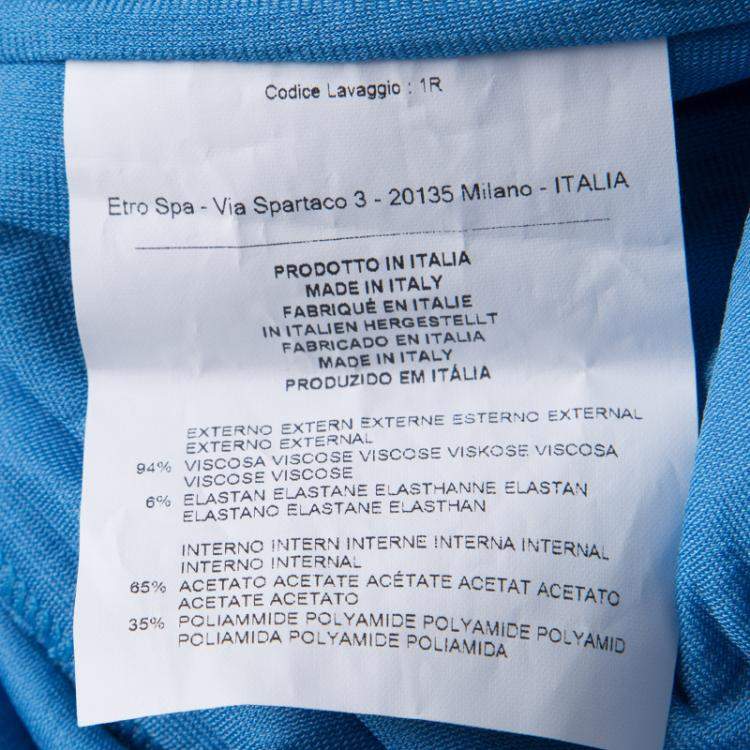 Codice Lavaggio : 1R
Etro Spa - Via Spartaco 3 - 20135 Milano - ITALIA
PRODOTTO IN ITALIA
MADE IN ITALY
FABRIQUÉ EN ITALIE
IN ITALIEN HERGESTELLT
FABRICADO EN ITALIA
MADE IN ITALY
PRODUZIDO EM ITÁLIA
EXTERNO EXTERN EXTERNE ESTERNO EXTERNAL
EXTERNO EXTERNAL
94% VISCOSA VISCOSE VISCOSE VISKOSE VISCOSA
VISCOSE VISCOSE
6% ELASTAN ELASTANE ELASTHANNE ELASTAN
ELASTANO ELASTANE ELASTHAN
INTERNO INTERN INTERNE INTERNA INTERNAL
INTERNO INTERNAL
65% ACETATO ACETATE ACÉTATE ACETAT ACETATO
ACETATE ACETATO
35% POLIAMMIDE POLYAMIDE POLYAMIDE POLYAMID
POLIAMIDA POLYAMIDE POLIAMIDA